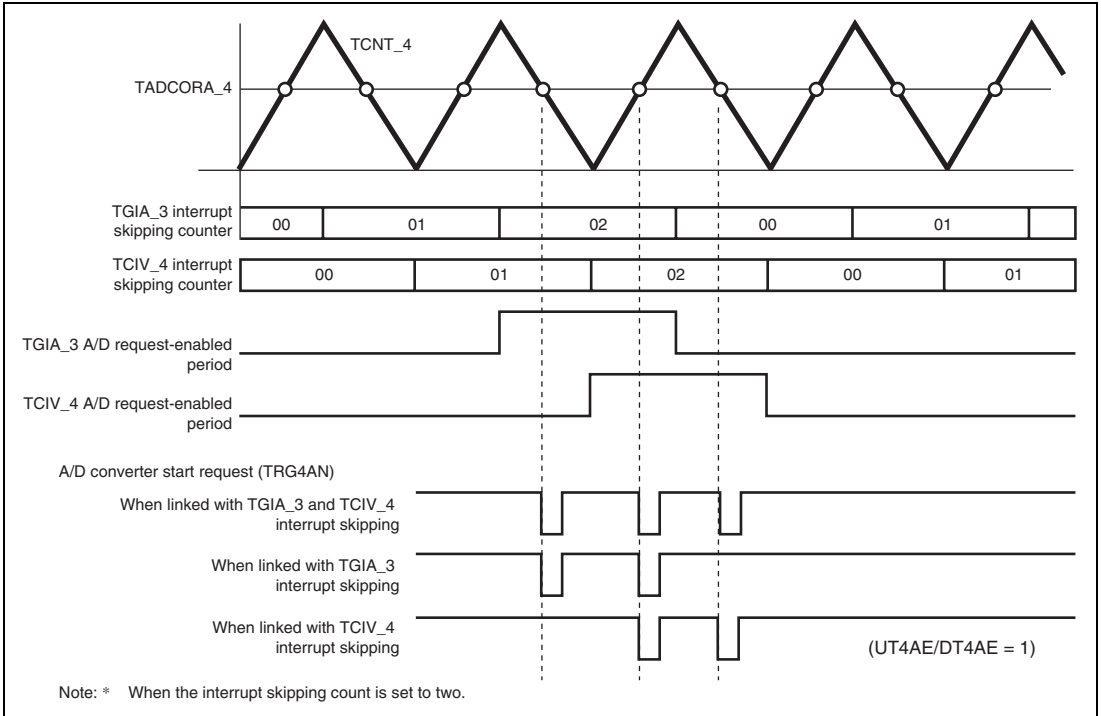 TCNT_4
TADCORA_4
TGIA_3 interrupt
skipping counter
00 01 02 00 01
TCIV_4 interrupt
skipping counter
00 01 02 00 01
TGIA_3 A/D request-enabled
period
TCIV_4 A/D request-enabled
period
A/D converter start request (TRG4AN)
When linked with TGIA_3 and TCIV_4
interrupt skipping
When linked with TGIA_3
interrupt skipping
When linked with TCIV_4
interrupt skipping
(UT4AE/DT4AE = 1)
Note: * When the interrupt skipping count is set to two.